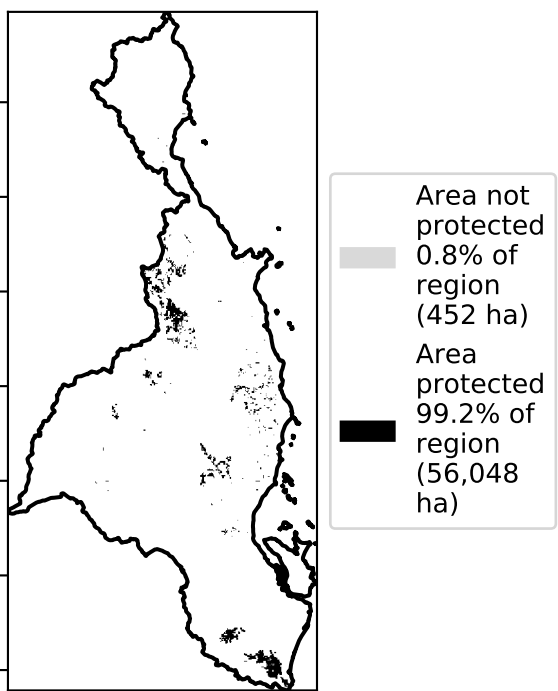 Area not
protected
0.8% of
region
(452 ha)
Area
protected
99.2% of
region
(56,048
ha)